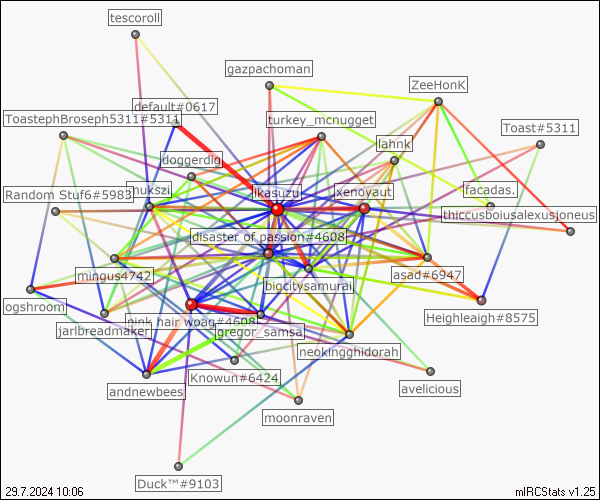 tescoroll
gazpachoman
ZeeHonK
default#0617
ToastephBroseph5311#5311
turkey_mcnugget
Toast#5311
lahnk
doggerdig
Random Stuf6#5983
mukszi
ikasuzu
xenoyaut
facadas.
thiccusboiusalexusjoneus
disaster of passion#4608
mingus4742
asad#6947
bigcitysamurai
ogshroom
jarlbreadmaker
pink hair woag#4608
gregor_samsa
Heighleagh#8575
neokingghidorah
Knowun#6424
andnewbees
avelicious
moonraven
Duck™#9103
29.7.2024 10:06
mIRCStats v1.25